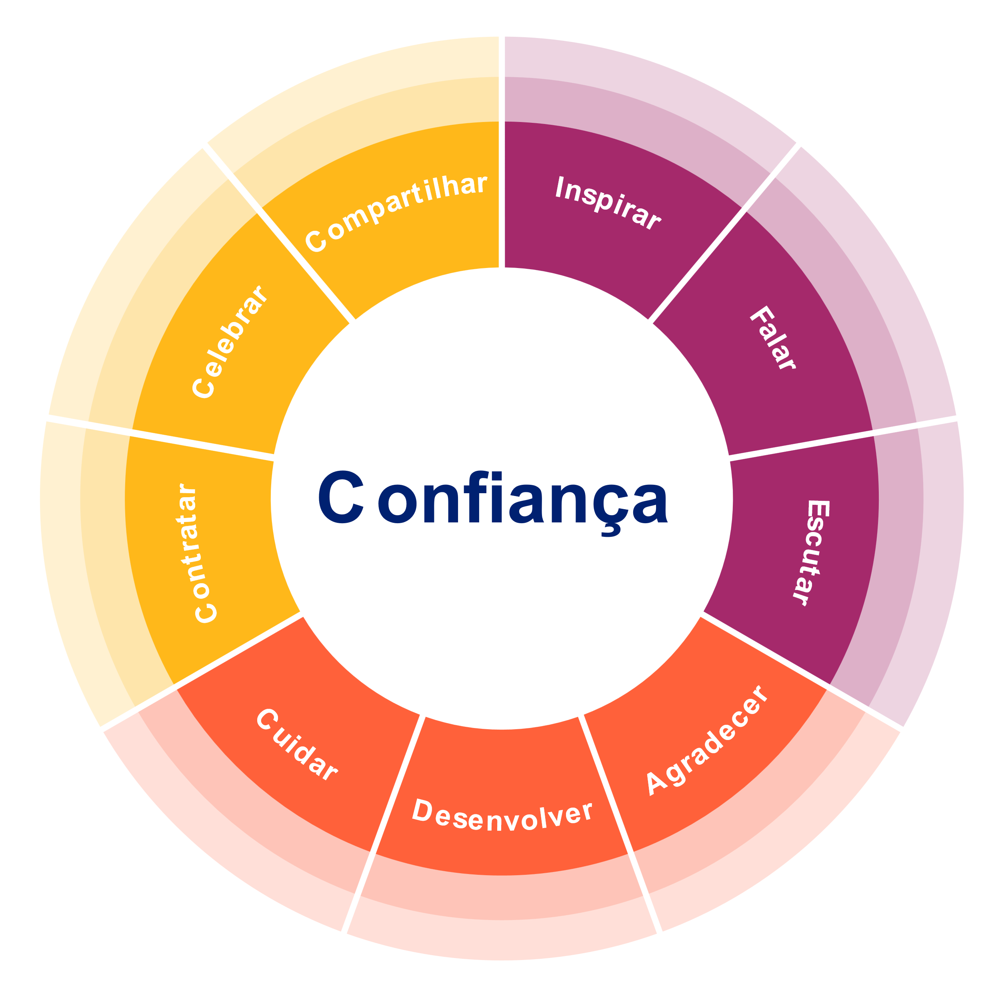 Inspirar
Falar
Escutar
Agradecer
Desenvolver
Cuidar
Contratar
Celebrar
Compartilhar
Confiança